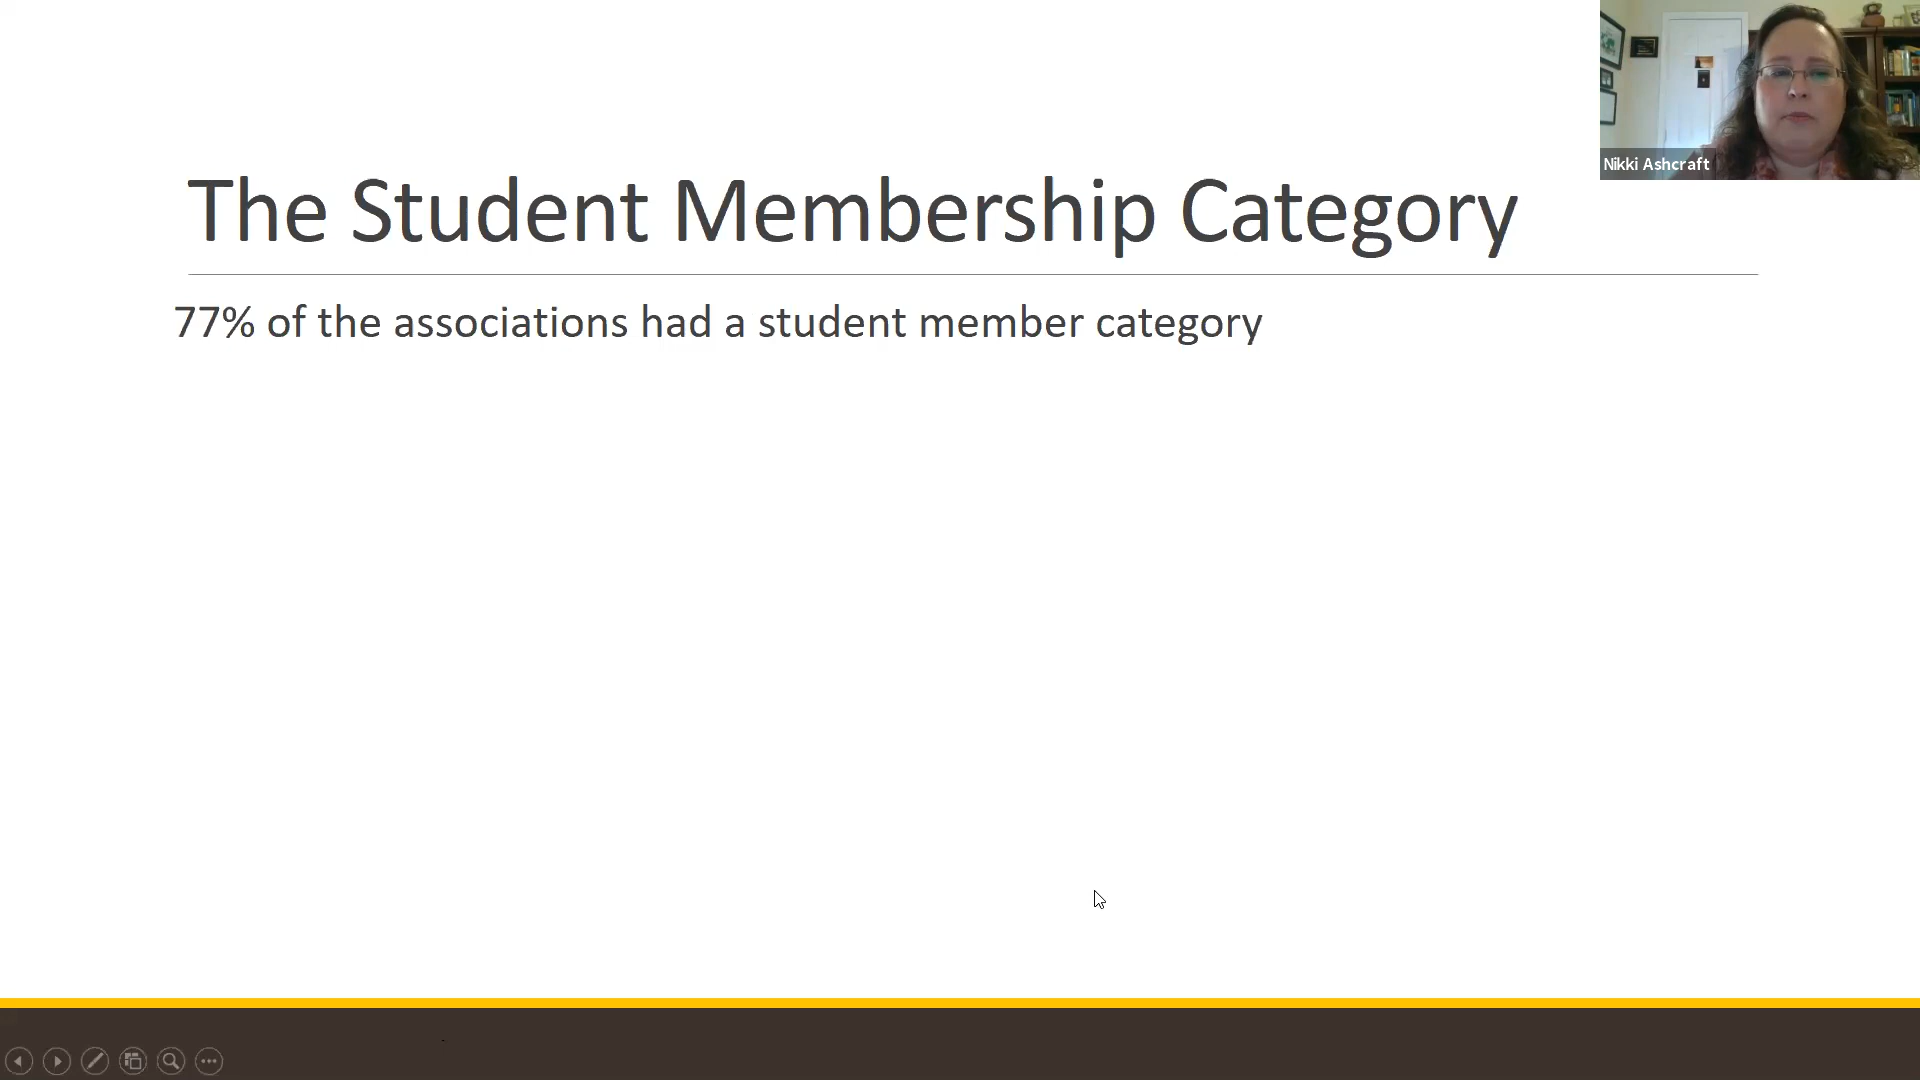 Nikki Ashcraft
The Student Membership Category
77% of the associations had a student member category